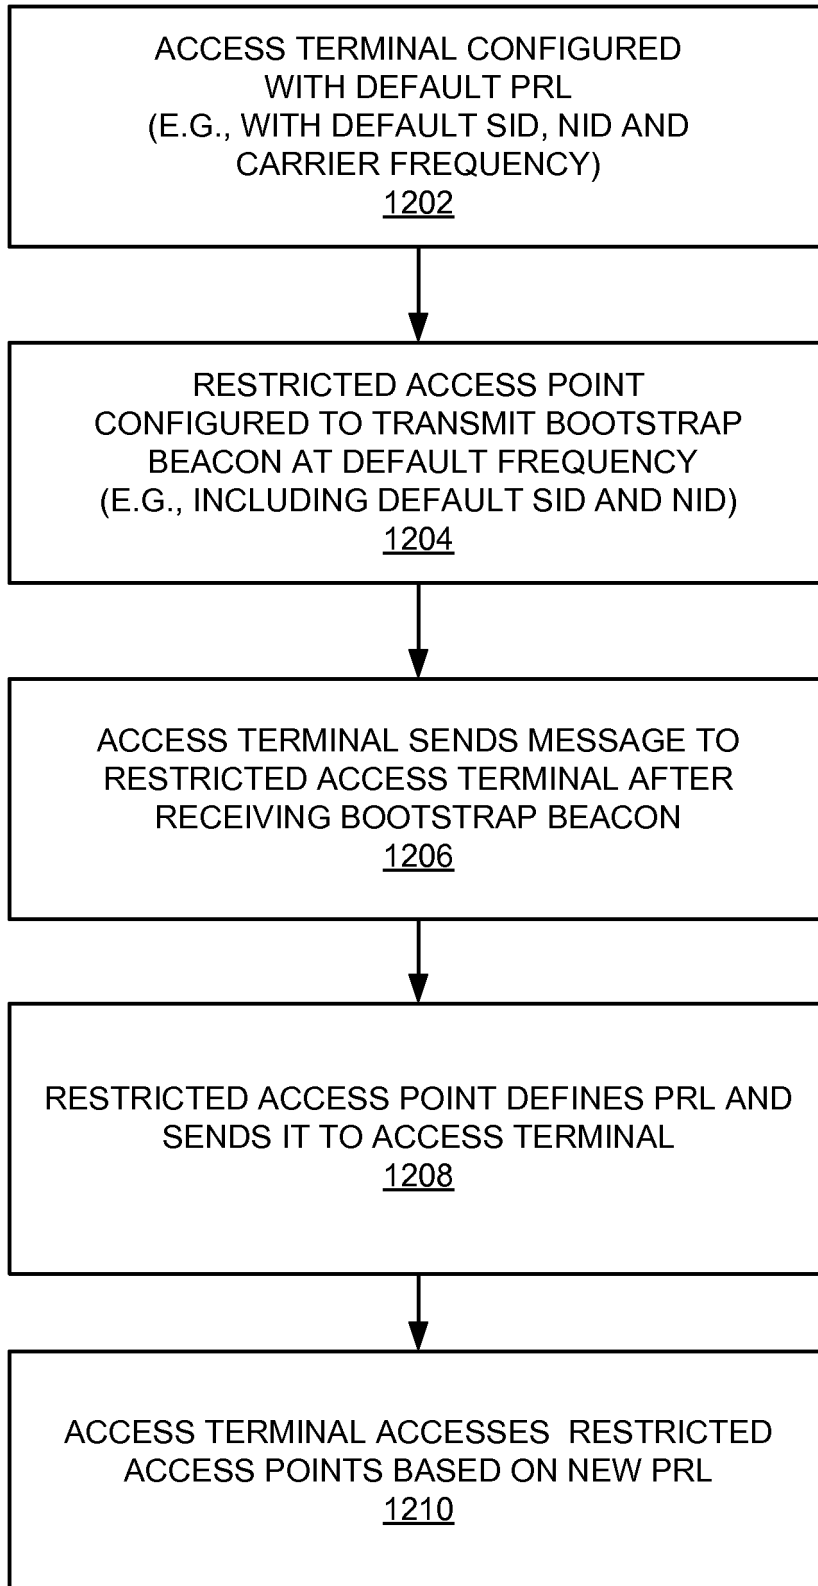 ACCESS TERMINAL CONFIGURED
WITH DEFAULT PRL
(E.G., WITH DEFAULT SID, NID AND
CARRIER FREQUENCY)
1202
RESTRICTED ACCESS POINT
CONFIGURED TO TRANSMIT BOOTSTRAP
BEACON AT DEFAULT FREQUENCY
(E.G., INCLUDING DEFAULT SID AND NID)
1204
ACCESS TERMINAL SENDS MESSAGE TO
RESTRICTED ACCESS TERMINAL AFTER
RECEIVING BOOTSTRAP BEACON
1206
RESTRICTED ACCESS POINT DEFINES PRL AND
SENDS IT TO ACCESS TERMINAL
1208
ACCESS TERMINAL ACCESSES  RESTRICTED
ACCESS POINTS BASED ON NEW PRL
1210